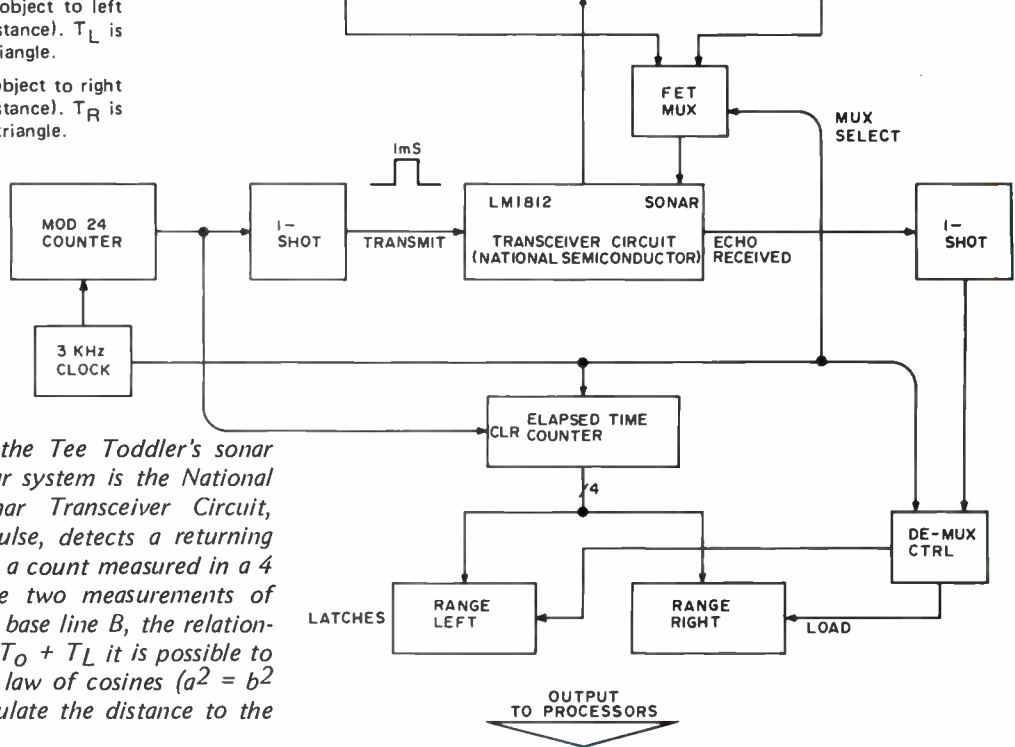 object to left
stance). T_L is
iangle.
object to right
stance). T_R is
triangle.
FET
MUX
MUX
SELECT
1mS
MOD 24
COUNTER
1-
SHOT
TRANSMIT
LM1812 SONAR
TRANSCEIVER CIRCUIT
(NATIONAL SEMICONDUCTOR)
ECHO
RECEIVED
1-
SHOT
3 KHz
CLOCK
CLR
ELAPSED TIME
COUNTER
/4
DE-MUX
CTRL
LATCHES
RANGE
LEFT
RANGE
RIGHT
LOAD
OUTPUT
TO PROCESSORS
the Tee Toddler's sonar
ar system is the National
nar Transceiver Circuit,
ulse, detects a returning
a count measured in a 4
e two measurements of
base line B, the relation-
T_o + T_L it is possible to
law of cosines (a² = b²
ulate the distance to the